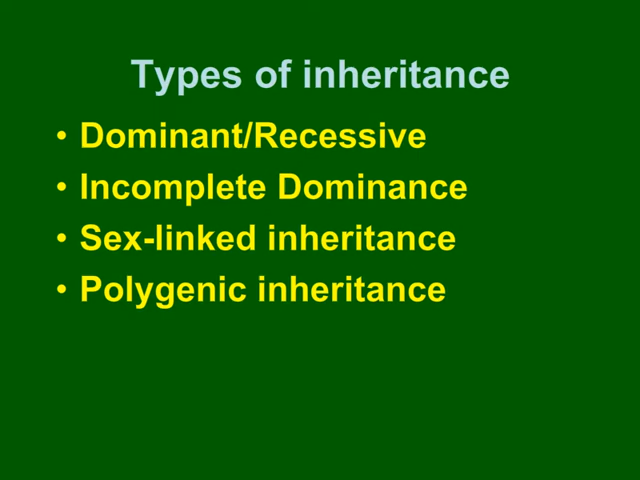 Types of inheritance
• Dominant/Recessive
• Incomplete Dominance
• Sex-linked inheritance
• Polygenic inheritance